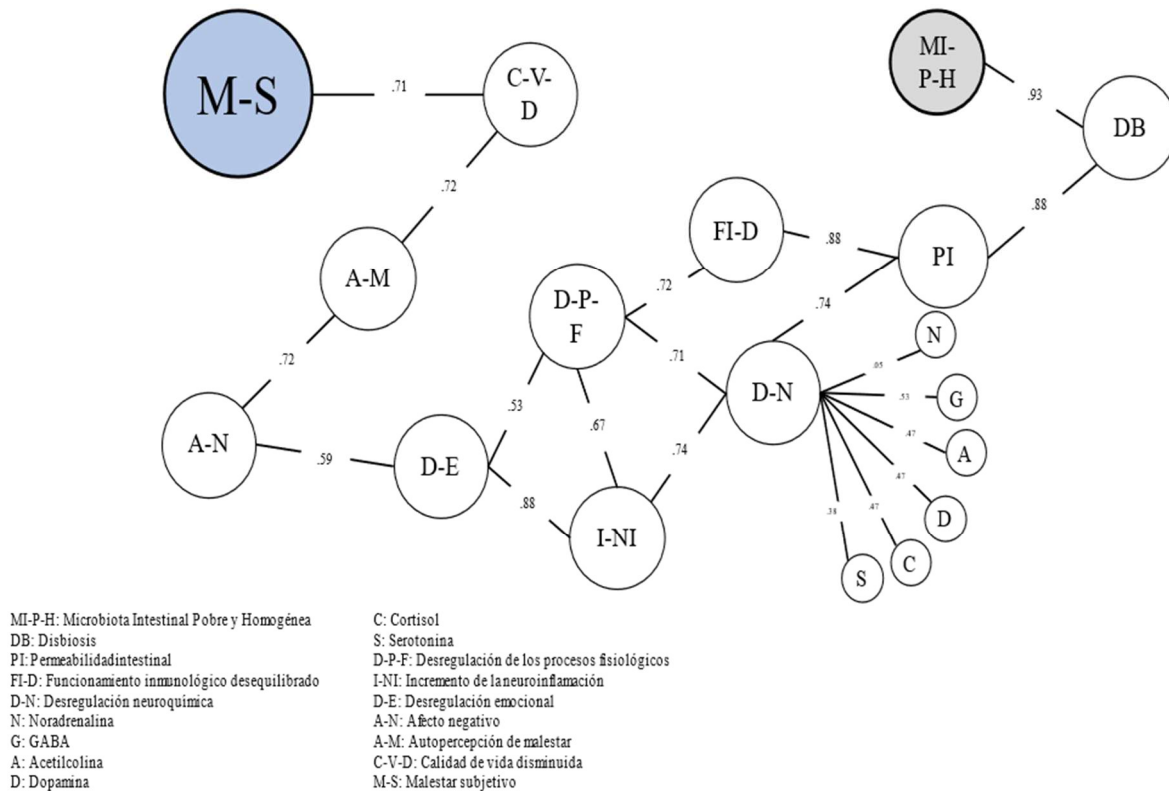 M-S
.71
C-V-
D
MI-
P-H
.93
DB
.72
.88
A-M
FI-D
.88
PI
D-P-
F
.72
.74
N
.72
.71
.05
D-N
.53
G
A-N
.53
.67
.47
A
.59
D-E
.74
.47
D
.88
I-NI
.38
.47
S
C
MI-P-H: Microbiota Intestinal Pobre y Homogénea
DB: Disbiosis
PI: Permeabilidadintestinal
FI-D: Funcionamiento inmunológico desequilibrado
D-N: Desregulación neuroquímica
N: Noradrenalina
G: GABA
A: Acetilcolina
D: Dopamina
C: Cortisol
S: Serotonina
D-P-F: Desregulación de los procesos fisiológicos
I-NI: Incremento de laneuroinflamación
D-E: Desregulación emocional
A-N: Afecto negativo
A-M: Autopercepción de malestar
C-V-D: Calidad de vida disminuida
M-S: Malestar subjetivo